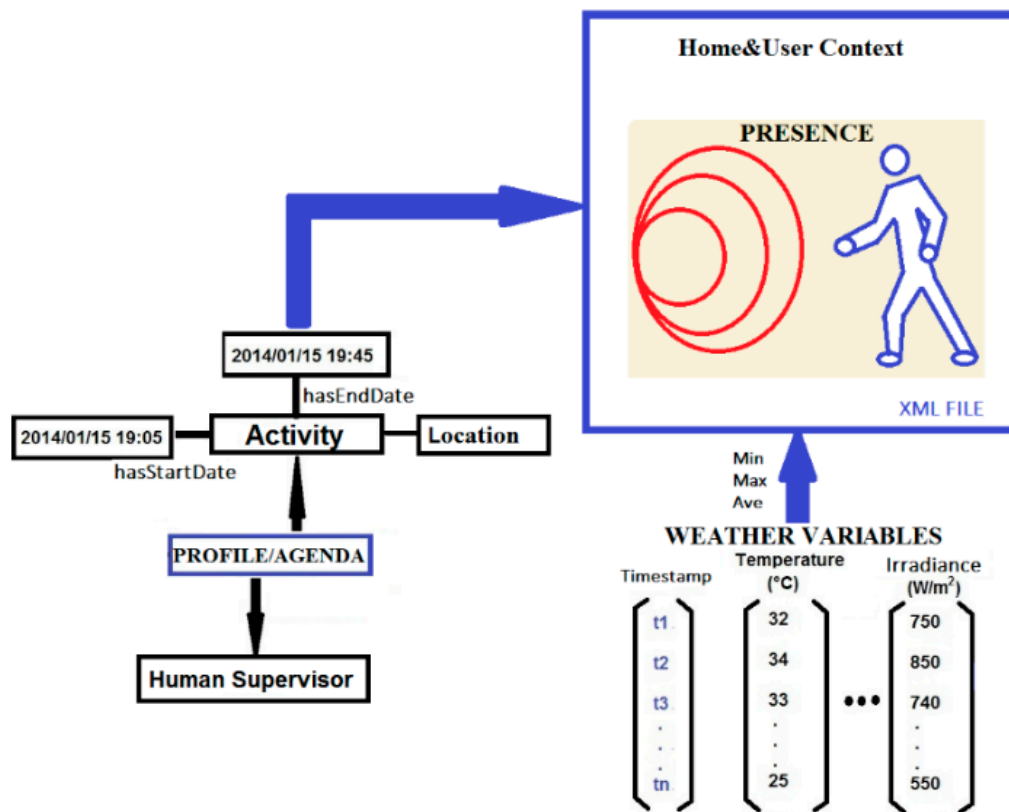 Home&User Context
PRESENCE
XML FILE
2014/01/15 19:45
hasEndDate
2014/01/15 19:05
Activity
Location
hasStartDate
PROFILE/AGENDA
Human Supervisor
Min
Max
Ave
WEATHER VARIABLES
Timestamp
Temperature
(°C)
Irradiance
(W/m²)
t1 32 750
t2 34 850
t3 33 740
...
. . .
. . .
. . .
tn 25 550